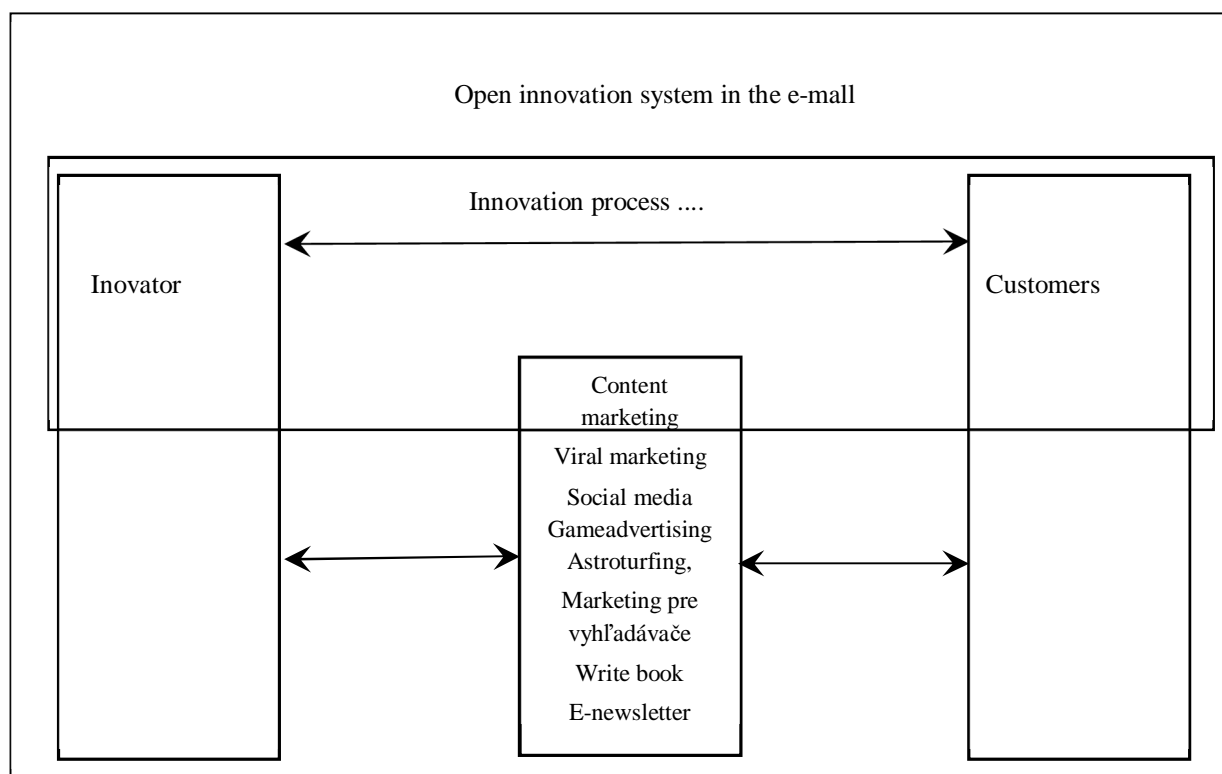 Open innovation system in the e-mall
Innovation process ....
Inovator
Customers
Content
marketing
Viral marketing
Social media
Gameadvertising
Astroturfing,
Marketing pre
vyhľadávače
Write book
E-newsletter